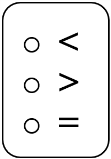 ○ <
○ >
○ =